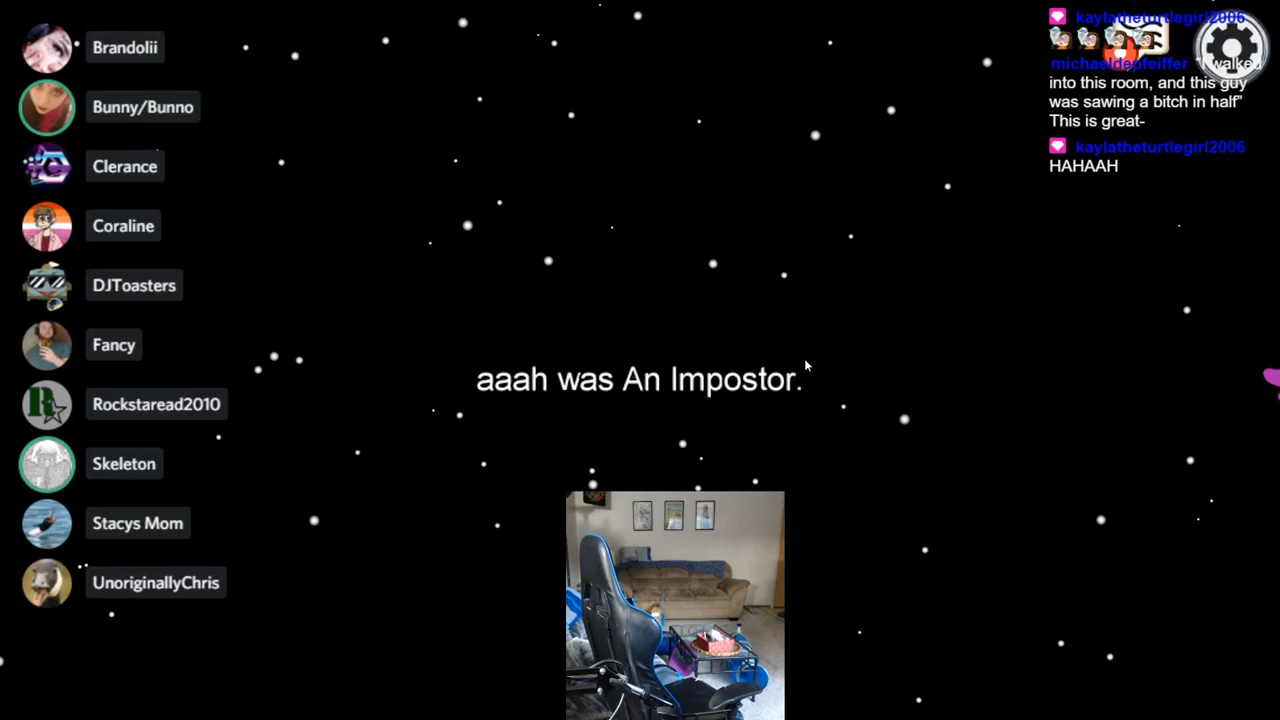 Brandolii
Bunny/Bunno
Clerance
Coraline
DJToasters
Fancy
Rockstaread2010
Skeleton
Stacys Mom
UnoriginallyChris
aaah was An Impostor.
kaylatheturtlegirl2006
michaeldepfeiffer "I walked
into this room, and this guy
was sawing a bitch in half"
This is great-
kaylatheturtlegirl2006
HAHAAH